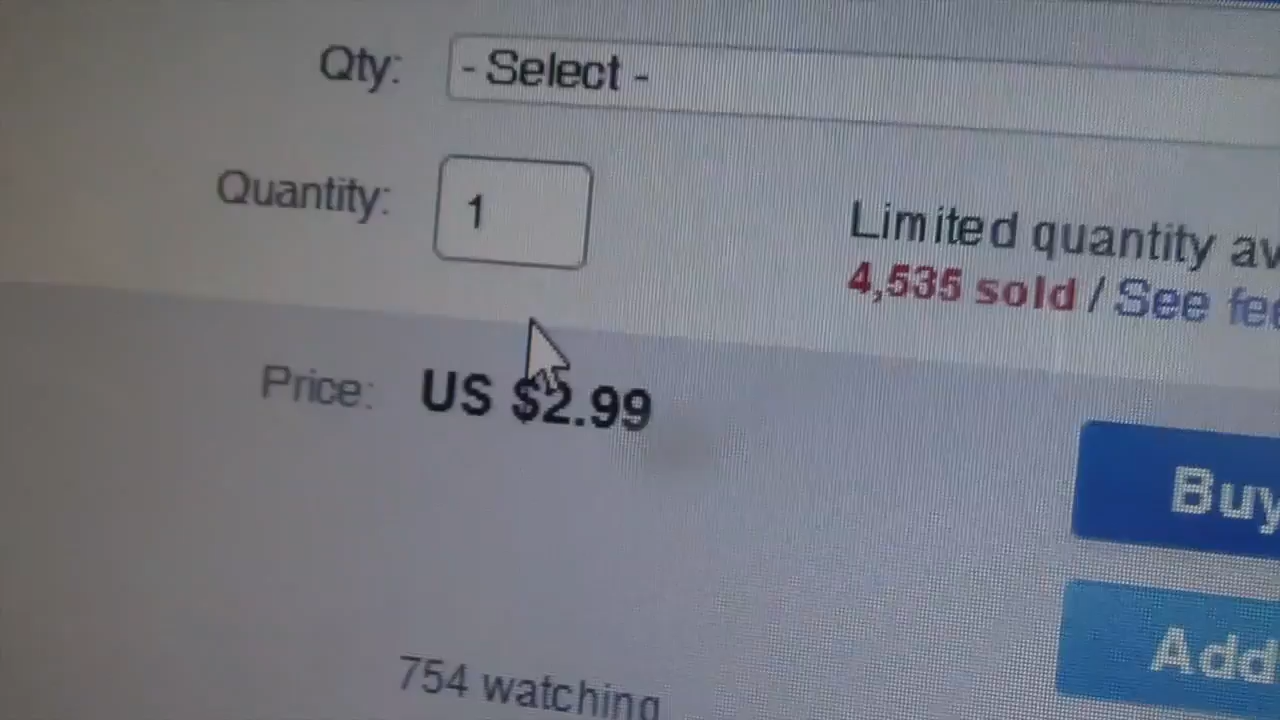 Qty: - Select -
Quantity: 1
Limited quantity
4,535 sold / See
Price: US $2.99
Buy
Add
754 watching